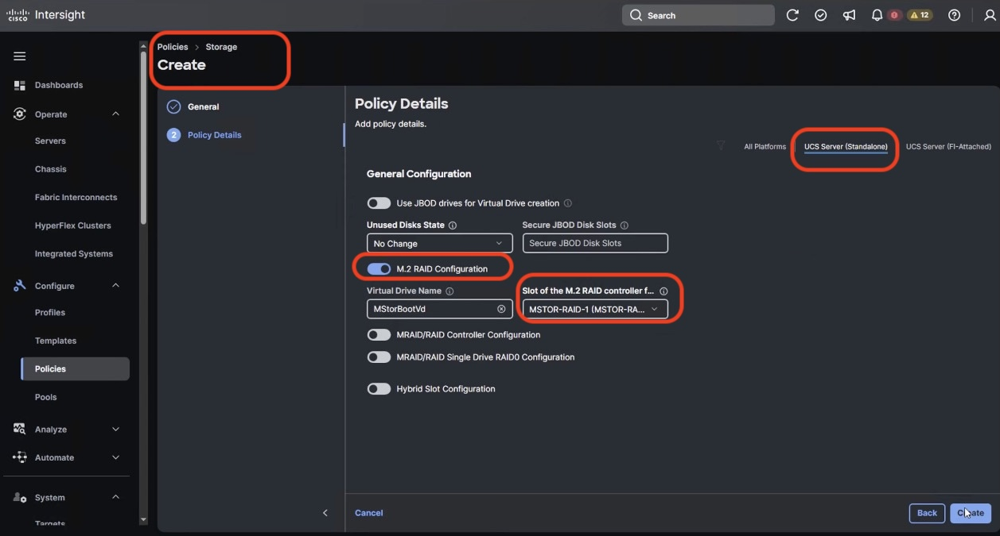 CISCO Intersight
Search
12
Dashboards
Operate
Servers
Chassis
Fabric Interconnects
HyperFlex Clusters
Integrated Systems
Configure
Profiles
Templates
Policies
Pools
Analyze
Automate
System
Targets
Policies > Storage
Create
General
2 Policy Details
Policy Details
Add policy details.
All Platforms UCS Server (Standalone) UCS Server (FI-Attached)
General Configuration
Use JBOD drives for Virtual Drive creation
Unused Disks State Secure JBOD Disk Slots
No Change Secure JBOD Disk Slots
M.2 RAID Configuration
Virtual Drive Name Slot of the M.2 RAID controller f...
MStorBootVd MSTOR-RAID-1 (MSTOR-RA...
MRAID/RAID Controller Configuration
MRAID/RAID Single Drive RAID0 Configuration
Hybrid Slot Configuration
Cancel Back Create